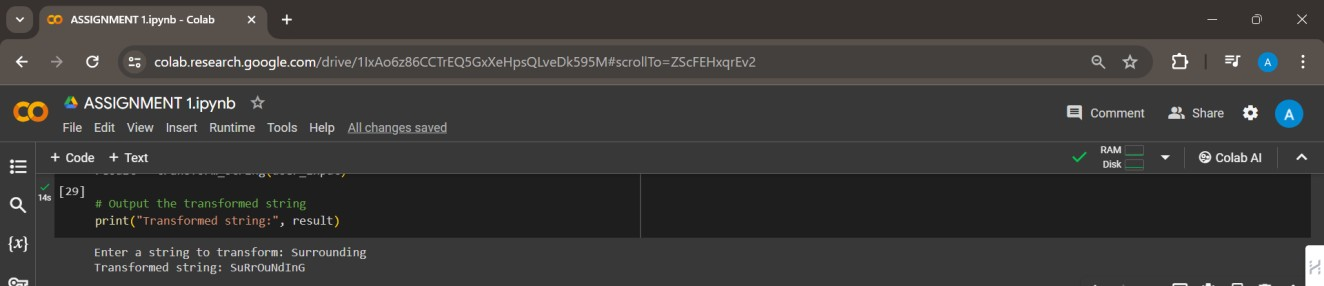 ASSIGNMENT 1.ipynb - Colab
colab.research.google.com/drive/1IxAo6z86CCTrEQ5GxXeHpsQLveDk595M#scrollTo=ZScFEHxqrEv2
A
ASSIGNMENT 1.ipynb
Comment Share A
File Edit View Insert Runtime Tools Help All changes saved
+ Code + Text
RAM
Disk
Colab AI
14s
[29]
# Output the transformed string
print("Transformed string:", result)
{x}
Enter a string to transform: Surrounding
Transformed string: SuRrOuNdInG